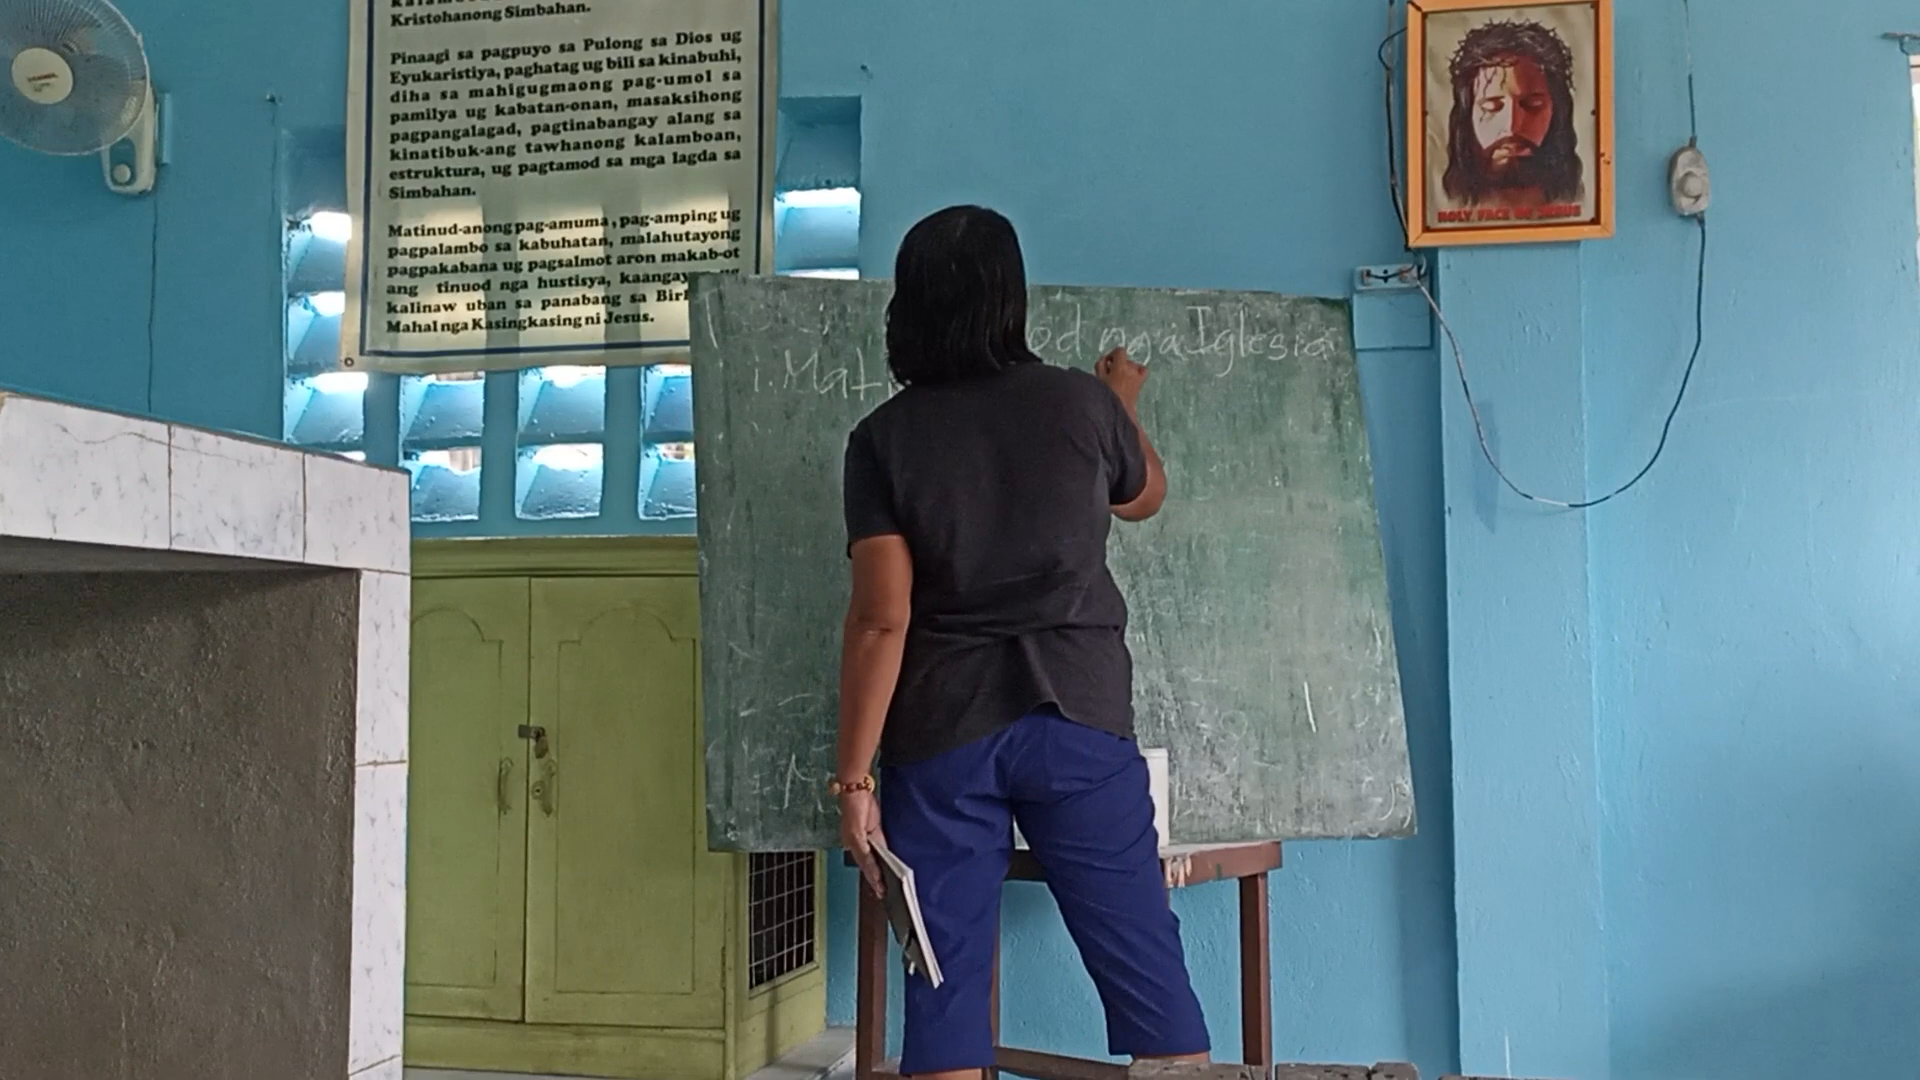 Kristohanong Simbahan.
Pinaagi sa pagpuyo sa Pulong sa Dios ug
Eyukaristiya, paghatag ug bili sa kinabuhi,
diha sa mahigugmaong pag-umol sa
pamilya ug kabatan-onan, masaksihong
pagpangalagad, pagtinabangay alang sa
kinatibuk-ang tawhanong kalamboan,
estruktura, ug pagtamod sa mga lagda sa
Simbahan.
Matinud-anong pag-amuma, pag-amping ug
pagpalambo sa kabuhatan, malahutayong
pagpakabana ug pagsalmot aron makab-ot
ang tinuod nga hustisya, kaangay ug
kalinaw uban sa panabang sa
Mahal nga Kasingkasing ni Jesus.
HOLY FACE OF JESUS
od nga Iglesia
i. Mat